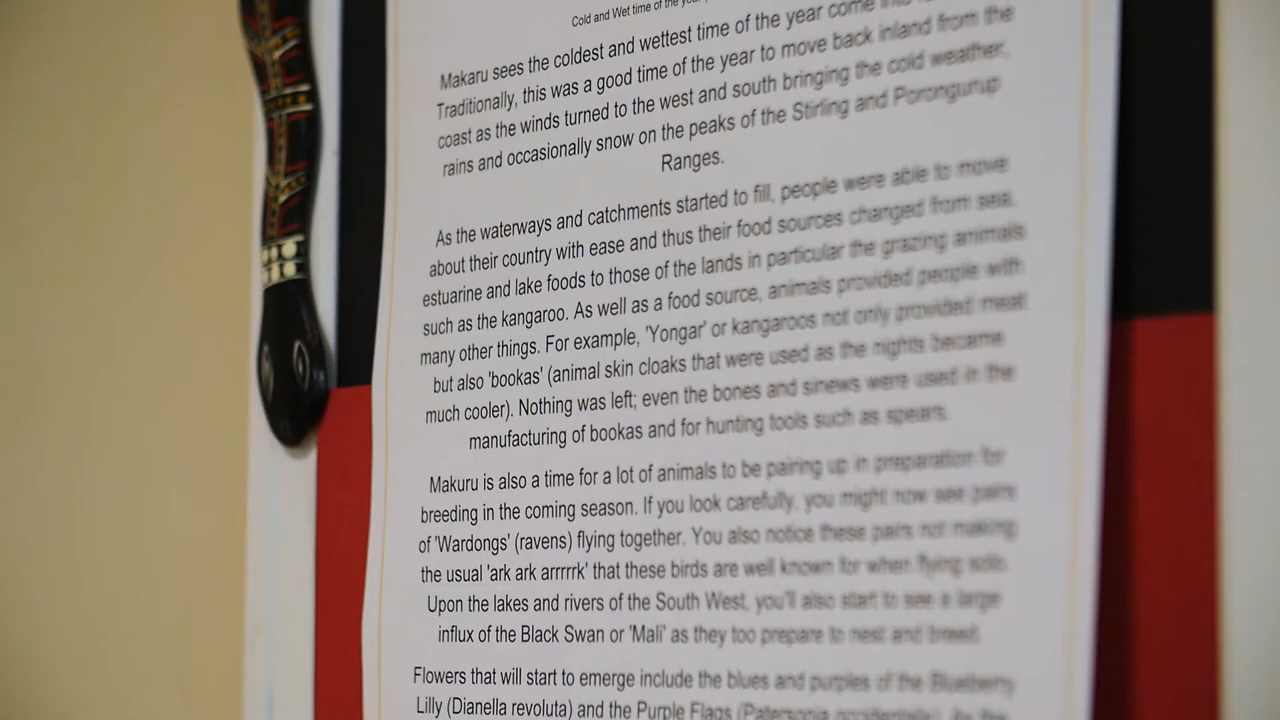 Cold and Wet time of the year
Makaru sees the coldest and wettest time of the year come
Traditionally, this was a good time of the year to move back inland from the
coast as the winds turned to the west and south bringing the cold weather,
rains and occasionally snow on the peaks of the Stirling and Porongurup
Ranges.
As the waterways and catchments started to fill, people were able to move
about their country with ease and thus their food sources changed from sea,
estuarine and lake foods to those of the lands in particular the grazing animals
such as the kangaroo. As well as a food source, animals provided people with
many other things. For example, 'Yongar' or kangaroos not only provided meat
but also 'bookas' (animal skin cloaks that were used as the nights became
much cooler). Nothing was left; even the bones and sinews were used in the
manufacturing of bookas and for hunting tools such as spears.
Makuru is also a time for a lot of animals to be pairing up in preparation for
breeding in the coming season. If you look carefully, you might now see pairs
of 'Wardongs' (ravens) flying together. You also notice these pairs not making
the usual 'ark ark arrrrrk' that these birds are well known for when flying solo.
Upon the lakes and rivers of the South West, you'll also start to see a large
influx of the Black Swan or 'Mali' as they too prepare to nest and breed.
Flowers that will start to emerge include the blues and purples of the Blueberry
Lilly (Dianella revoluta) and the Purple Flags (Patersonia occidentalis). As the